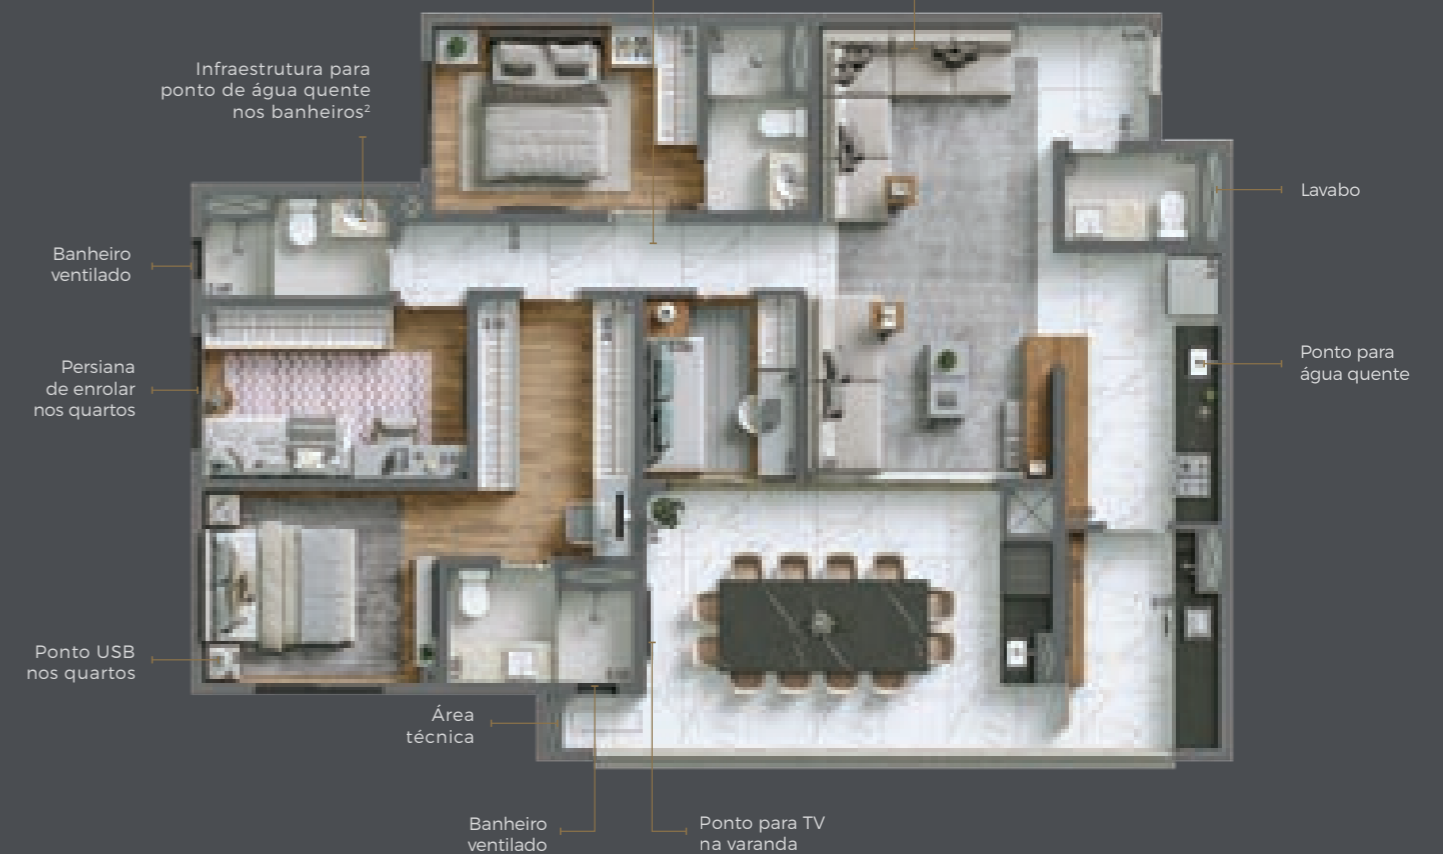 Infraestrutura para
ponto de água quente
nos banheiros²
Lavabo
Banheiro
ventilado
Ponto para
água quente
Persiana
de enrolar
nos quartos
Ponto USB
nos quartos
Área
técnica
Banheiro
ventilado
Ponto para TV
na varanda